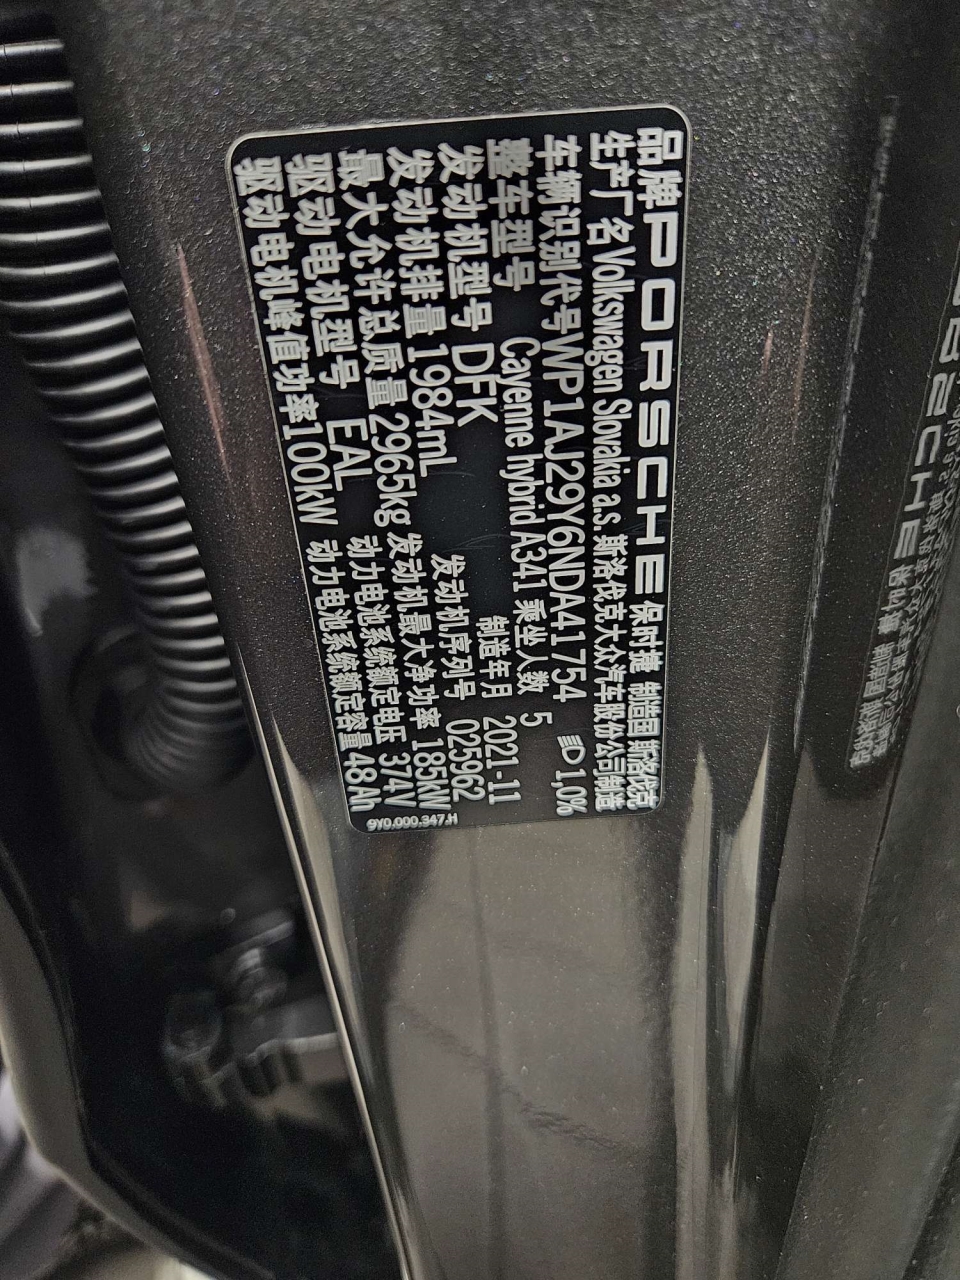 品牌 PORSCHE 保时捷 制造国 斯洛伐克
生产厂名 Volkswagen Slovakia a.s. 斯洛伐克大众汽车股份公司制造
车辆识别代号 WP1AJ29Y6NDA41754 1,0%
整车型号 Cayenne hybrid A341 乘坐人数 5
发动机型号 DFK 制造年月 2021-11
发动机序列号 025962
发动机排量 1984mL 发动机最大净功率 185kW
最大允许总质量 2965kg 动力电池系统额定电压 374V
驱动电机型号 EAL 动力电池系统额定容量 48Ah
驱动电机峰值功率 100kW
9Y0.000.347.H